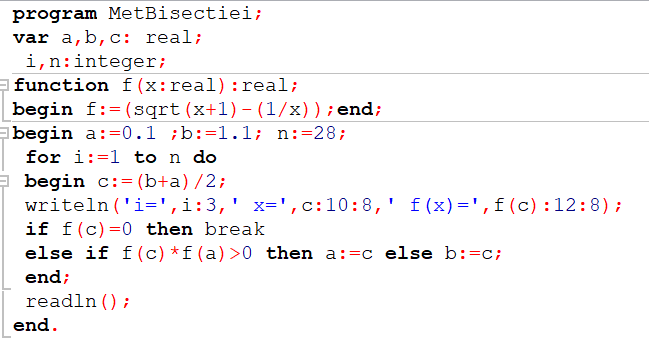 program MetBisectiei;
var a,b,c: real;
i,n:integer;
function f(x:real):real;
begin f:=(sqrt(x+1)-(1/x));end;
begin a:=0.1 ;b:=1.1; n:=28;
for i:=1 to n do
begin c:=(b+a)/2;
writeln('i=',i:3,' x=',c:10:8,' f(x)=',f(c):12:8);
if f(c)=0 then break
else if f(c)*f(a)>0 then a:=c else b:=c;
end;
readln();
end.